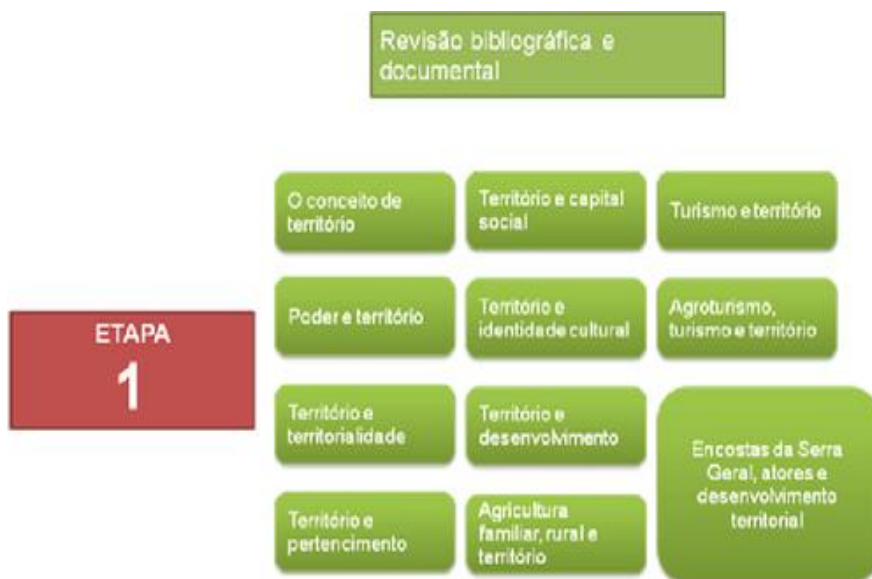 Revisão bibliográfica e
documental
ETAPA
1
O conceito de
território
Poder e território
Território e
territorialidade
Território e
pertencimento
Território e capital
social
Território e
identidade cultural
Território e
desenvolvimento
Agricultura
familiar, rural e
território
Turismo e território
Agroturismo,
turismo e território
Encostas da Serra
Geral, atores e
desenvolvimento
territorial